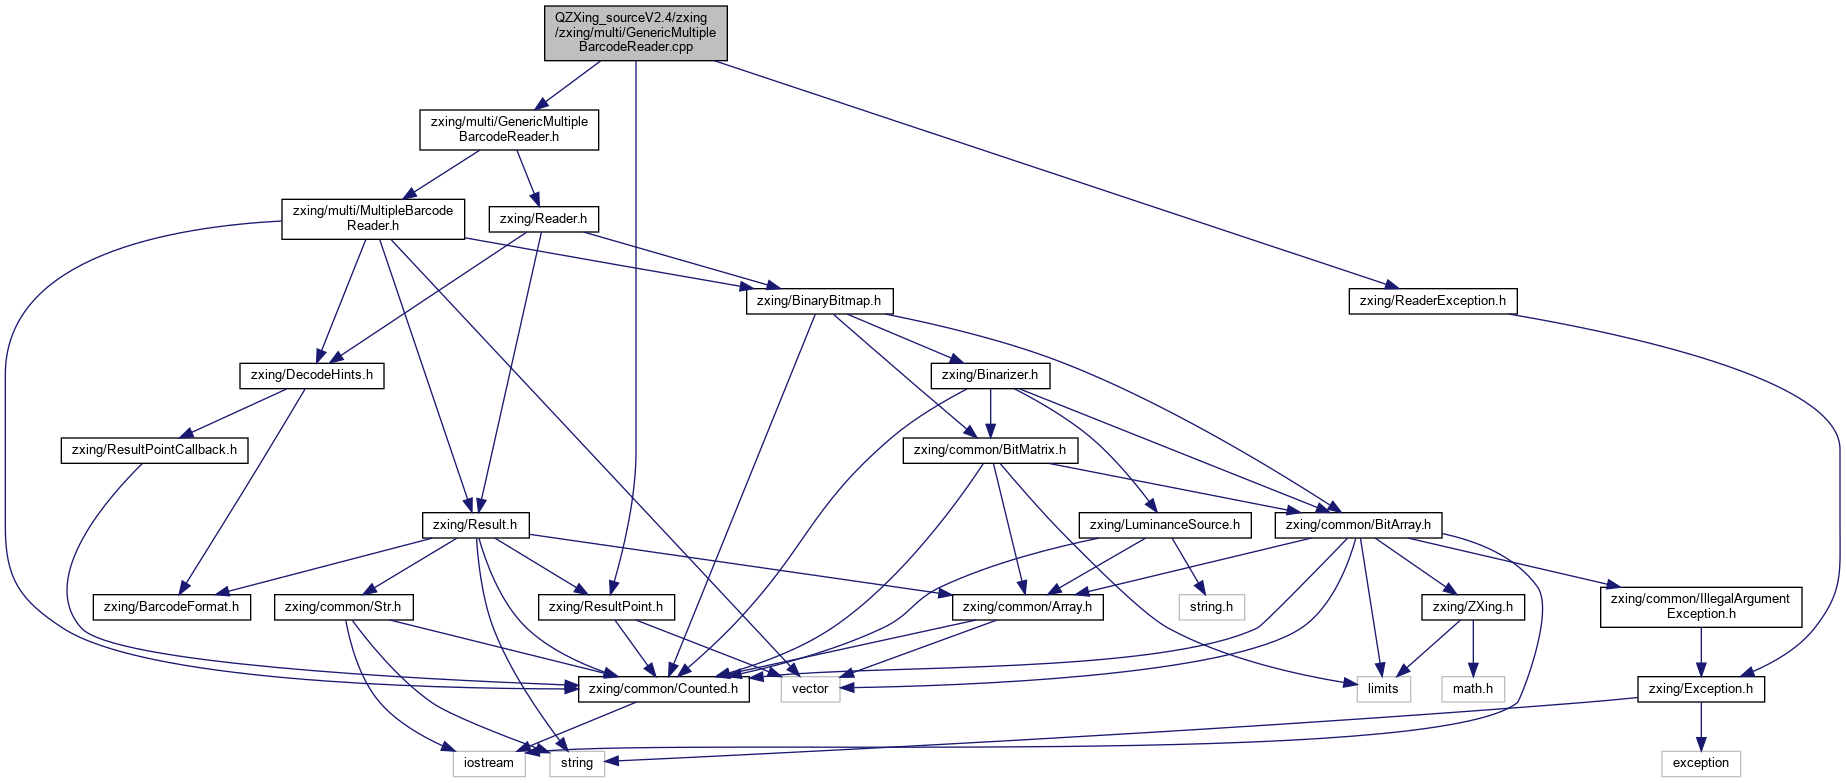 QZXing_sourceV2.4/zxing
/zxing/multi/GenericMultiple
BarcodeReader.cpp
zxing/multi/GenericMultiple
BarcodeReader.h
zxing/multi/MultipleBarcode
Reader.h
zxing/Reader.h
zxing/BinaryBitmap.h
zxing/ReaderException.h
zxing/DecodeHints.h
zxing/Binarizer.h
zxing/ResultPointCallback.h
zxing/common/BitMatrix.h
zxing/Result.h
zxing/LuminanceSource.h
zxing/common/BitArray.h
zxing/BarcodeFormat.h
zxing/common/Str.h
zxing/ResultPoint.h
zxing/common/Array.h
string.h
zxing/ZXing.h
zxing/common/IllegalArgument
Exception.h
zxing/common/Counted.h
vector
limits
math.h
zxing/Exception.h
iostream
string
exception